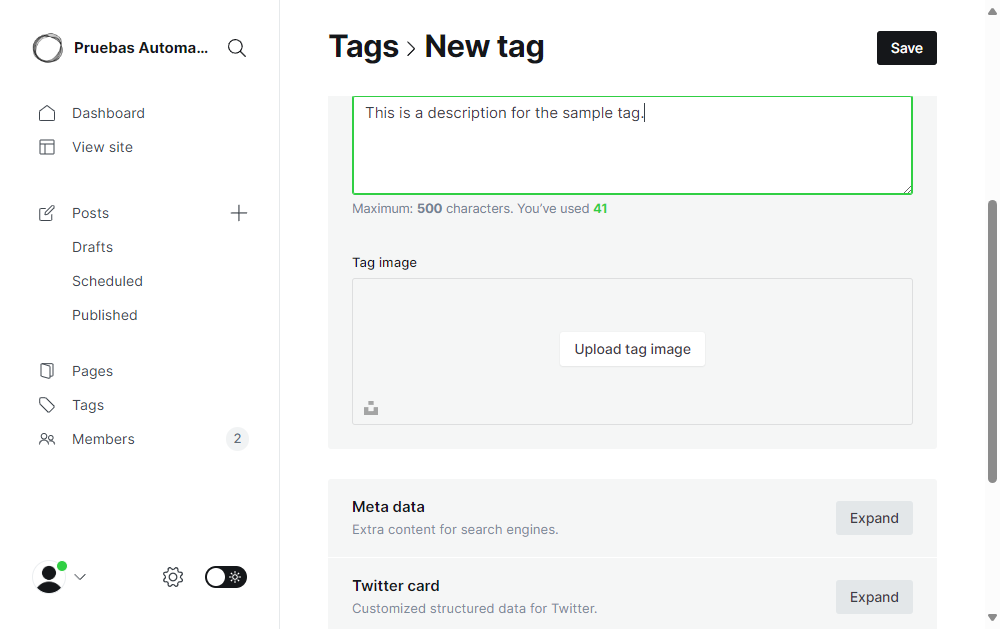 Pruebas Automa...
Tags > New tag
Save
Dashboard
View site
Posts
Drafts
Scheduled
Published
Pages
Tags
Members
2
This is a description for the sample tag.
Maximum: 500 characters. You've used 41
Tag image
Upload tag image
Meta data
Extra content for search engines.
Expand
Twitter card
Customized structured data for Twitter.
Expand